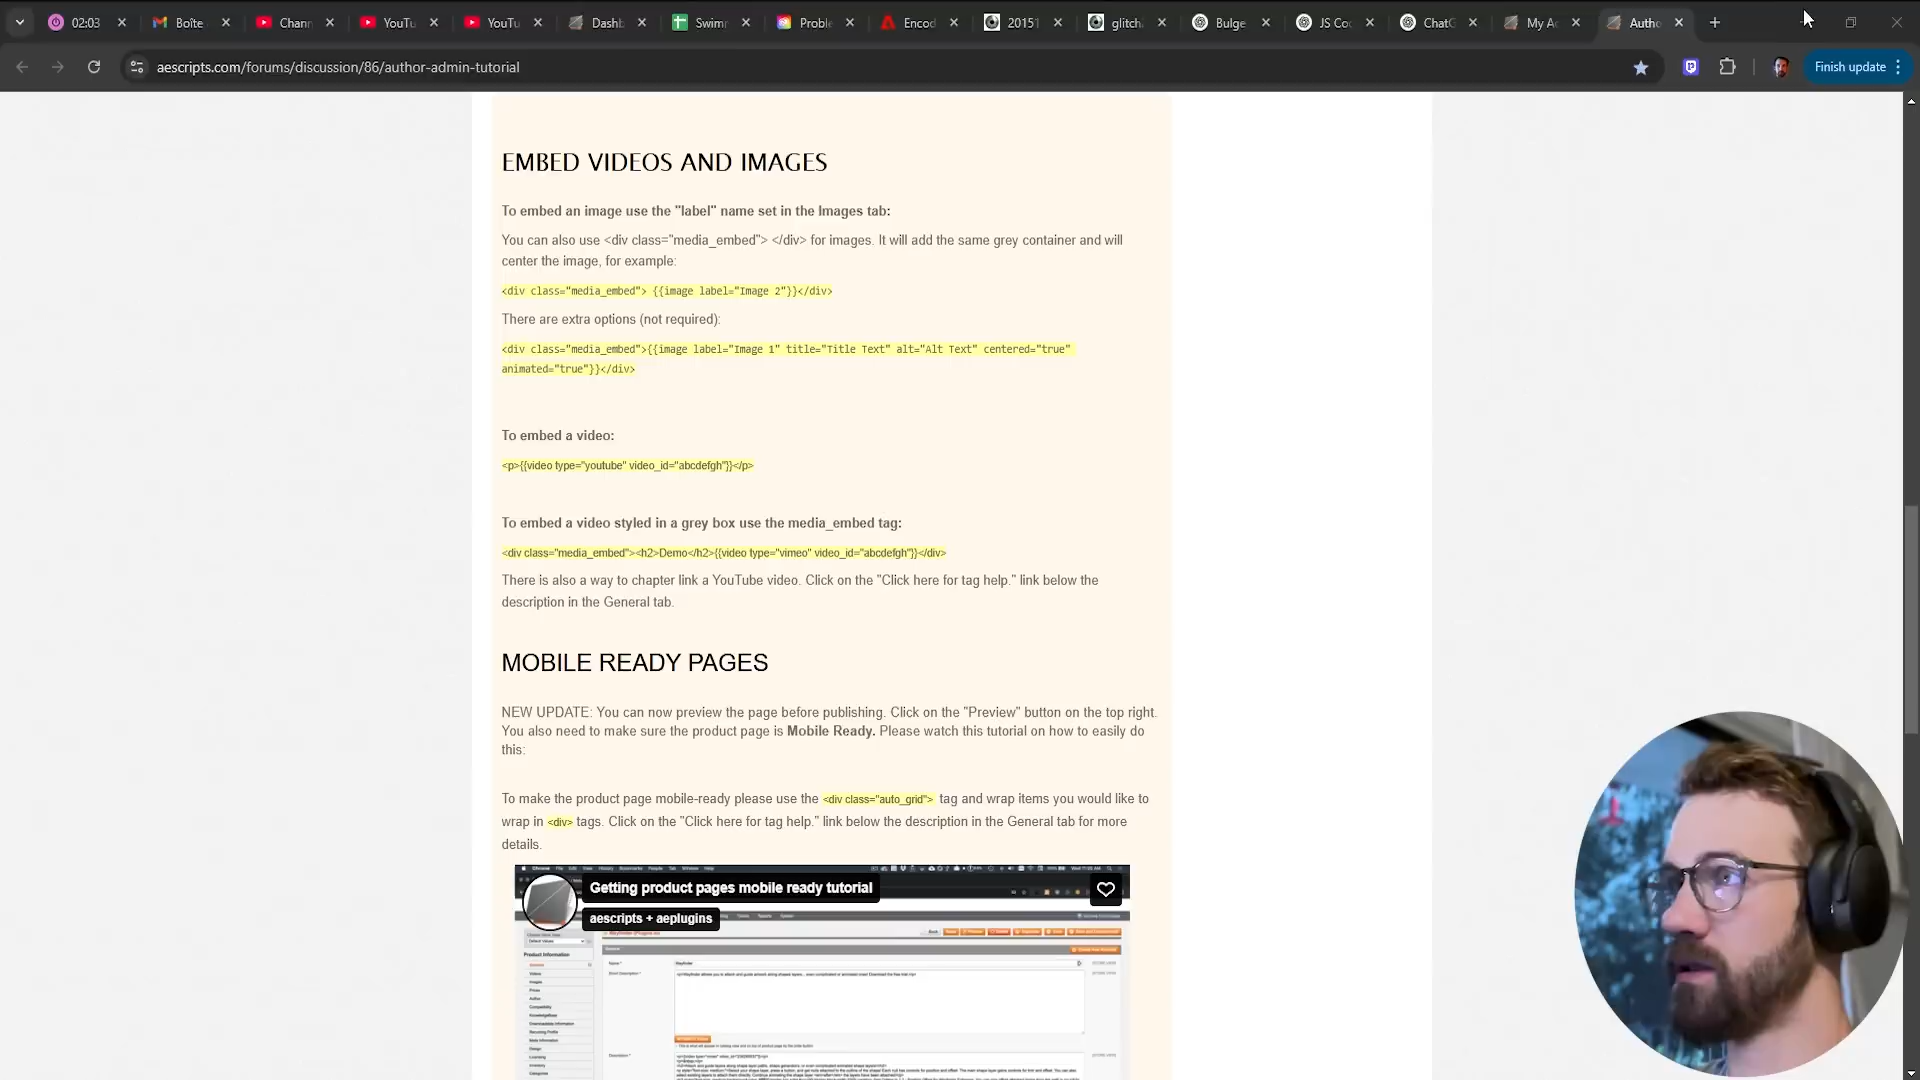 02:03
Boîte
Chann
YouTu
YouTu
Dashb
Swimm
Proble
Encod
20151
glitch
Bulge
JS Co
ChatG
My A
Autho
aescripts.com/forums/discussion/86/author-admin-tutorial
Finish update
EMBED VIDEOS AND IMAGES
To embed an image use the "label" name set in the Images tab:
You can also use <div class="media_embed"> </div> for images. It will add the same grey container and will
center the image, for example:
<div class="media_embed"> {{image label="Image 2"}}</div>
There are extra options (not required):
<div class="media_embed">{{image label="Image 1" title="Title Text" alt="Alt Text" centered="true"
animated="true"}}</div>
To embed a video:
<p>{{video type="youtube" video_id="abcdefgh"}}</p>
To embed a video styled in a grey box use the media_embed tag:
<div class="media_embed"><h2>Demo</h2>{{video type="vimeo" video_id="abcdefgh"}}</div>
There is also a way to chapter link a YouTube video. Click on the "Click here for tag help." link below the
description in the General tab.
MOBILE READY PAGES
NEW UPDATE: You can now preview the page before publishing. Click on the "Preview" button on the top right.
You also need to make sure the product page is Mobile Ready. Please watch this tutorial on how to easily do
this:
To make the product page mobile-ready please use the <div class="auto_grid"> tag and wrap items you would like to
wrap in <div> tags. Click on the "Click here for tag help." link below the description in the General tab for more
details.
Getting product pages mobile ready tutorial
aescripts + aeplugins
Product Information